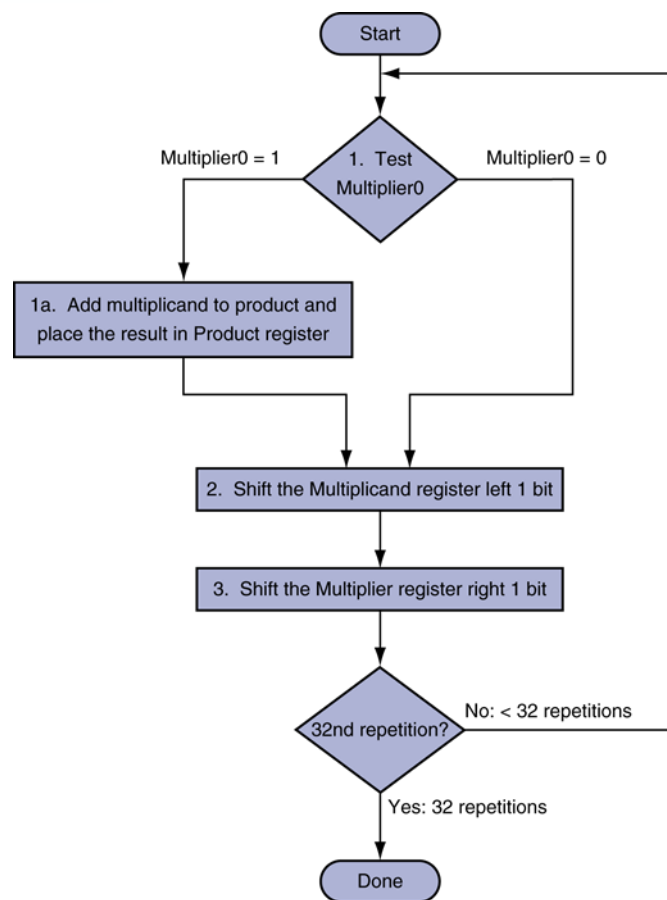 Start
Multiplier0 = 1
1. Test
Multiplier0
Multiplier0 = 0
1a. Add multiplicand to product and
place the result in Product register
2. Shift the Multiplicand register left 1 bit
3. Shift the Multiplier register right 1 bit
32nd repetition?
No: < 32 repetitions
Yes: 32 repetitions
Done